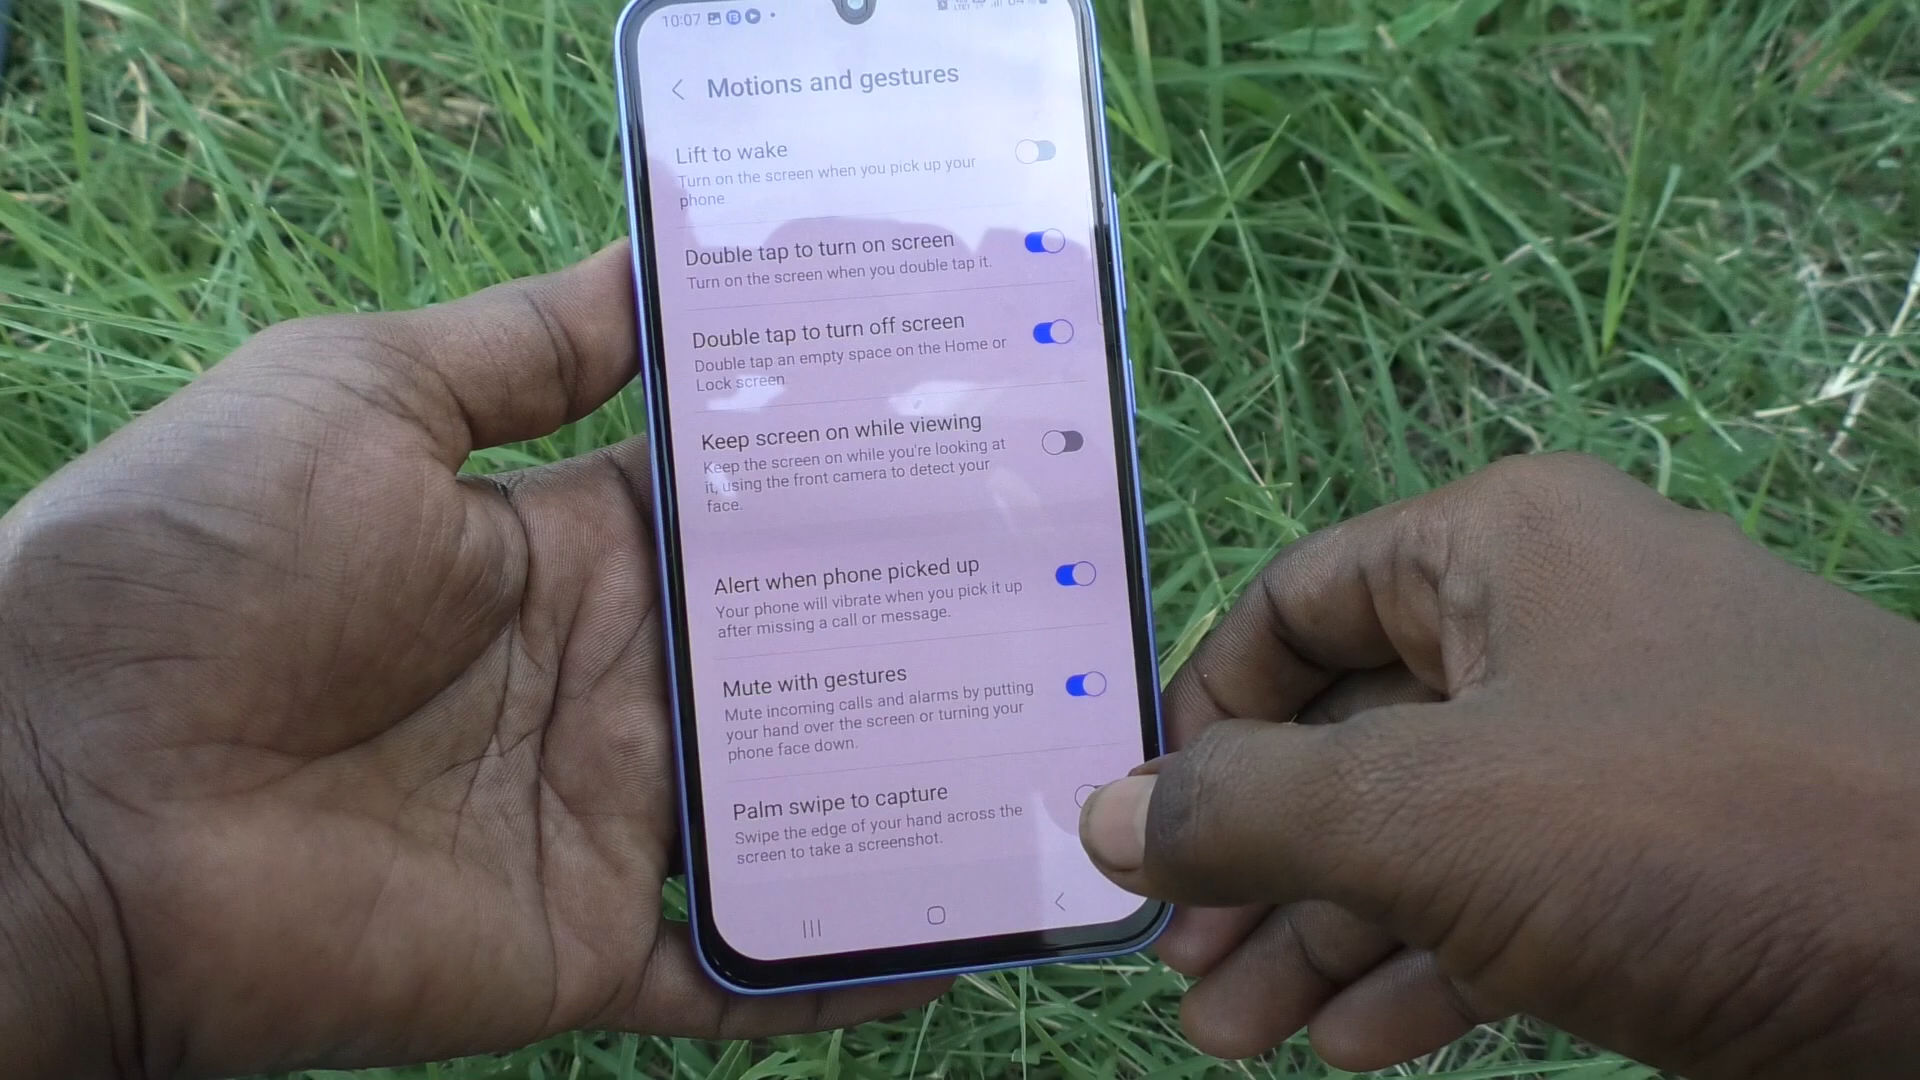 10:07
Motions and gestures
Lift to wake
Turn on the screen when you pick up your
phone
Double tap to turn on screen
Turn on the screen when you double tap it.
Double tap to turn off screen
Double tap an empty space on the Home or
Lock screen
Keep screen on while viewing
Keep the screen on while you're looking at
it, using the front camera to detect your
face.
Alert when phone picked up
Your phone will vibrate when you pick it up
after missing a call or message.
Mute with gestures
Mute incoming calls and alarms by putting
your hand over the screen or turning your
phone face down.
Palm swipe to capture
Swipe the edge of your hand across the
screen to take a screenshot.